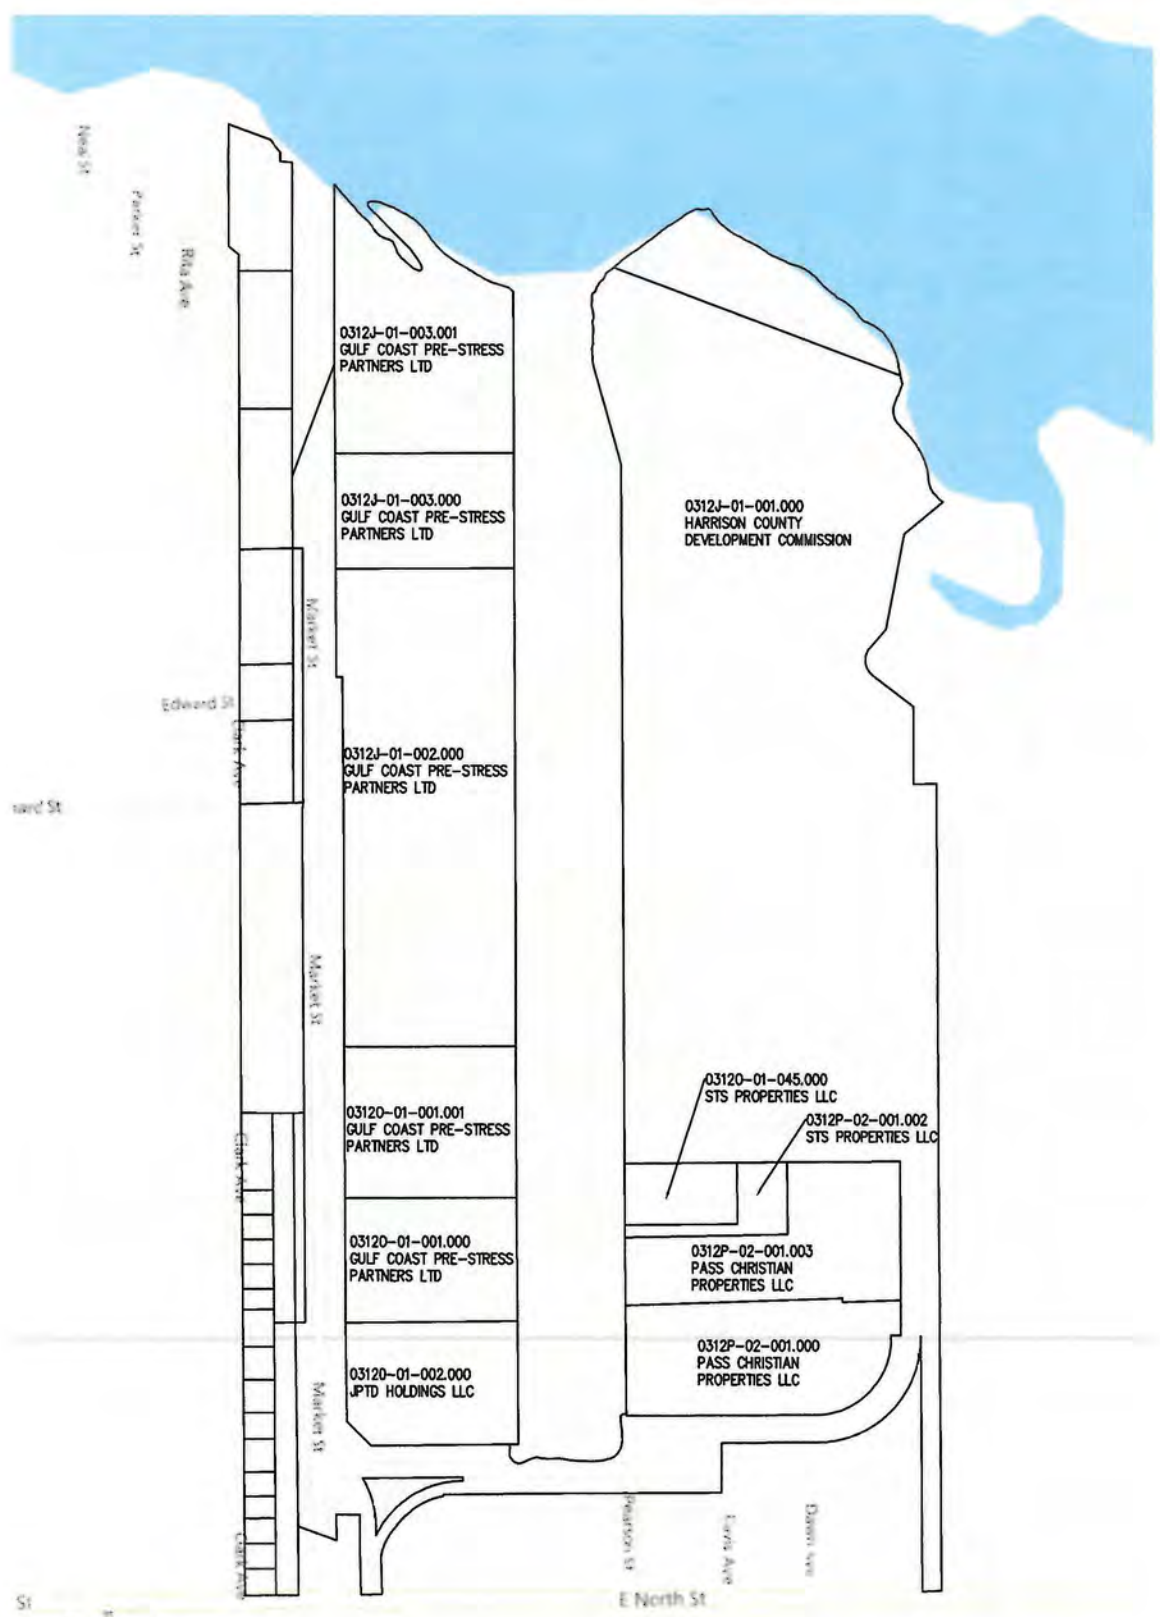 Neal St
Parker St
Rita Ave
0312J-01-003.001
GULF COAST PRE-STRESS
PARTNERS LTD
0312J-01-003.000
GULF COAST PRE-STRESS
PARTNERS LTD
0312J-01-001.000
HARRISON COUNTY
DEVELOPMENT COMMISSION
Market St
Edward St
Clark Ave
0312J-01-002.000
GULF COAST PRE-STRESS
PARTNERS LTD
St
Market St
0312O-01-045.000
STS PROPERTIES LLC
0312P-02-001.002
STS PROPERTIES LLC
0312O-01-001.001
GULF COAST PRE-STRESS
PARTNERS LTD
Clark Ave
0312O-01-001.000
GULF COAST PRE-STRESS
PARTNERS LTD
0312P-02-001.003
PASS CHRISTIAN
PROPERTIES LLC
0312P-02-001.000
PASS CHRISTIAN
PROPERTIES LLC
0312O-01-002.000
JPTD HOLDINGS LLC
Market St
Pearson St
Davis Ave
Clark Ave
St
E North St